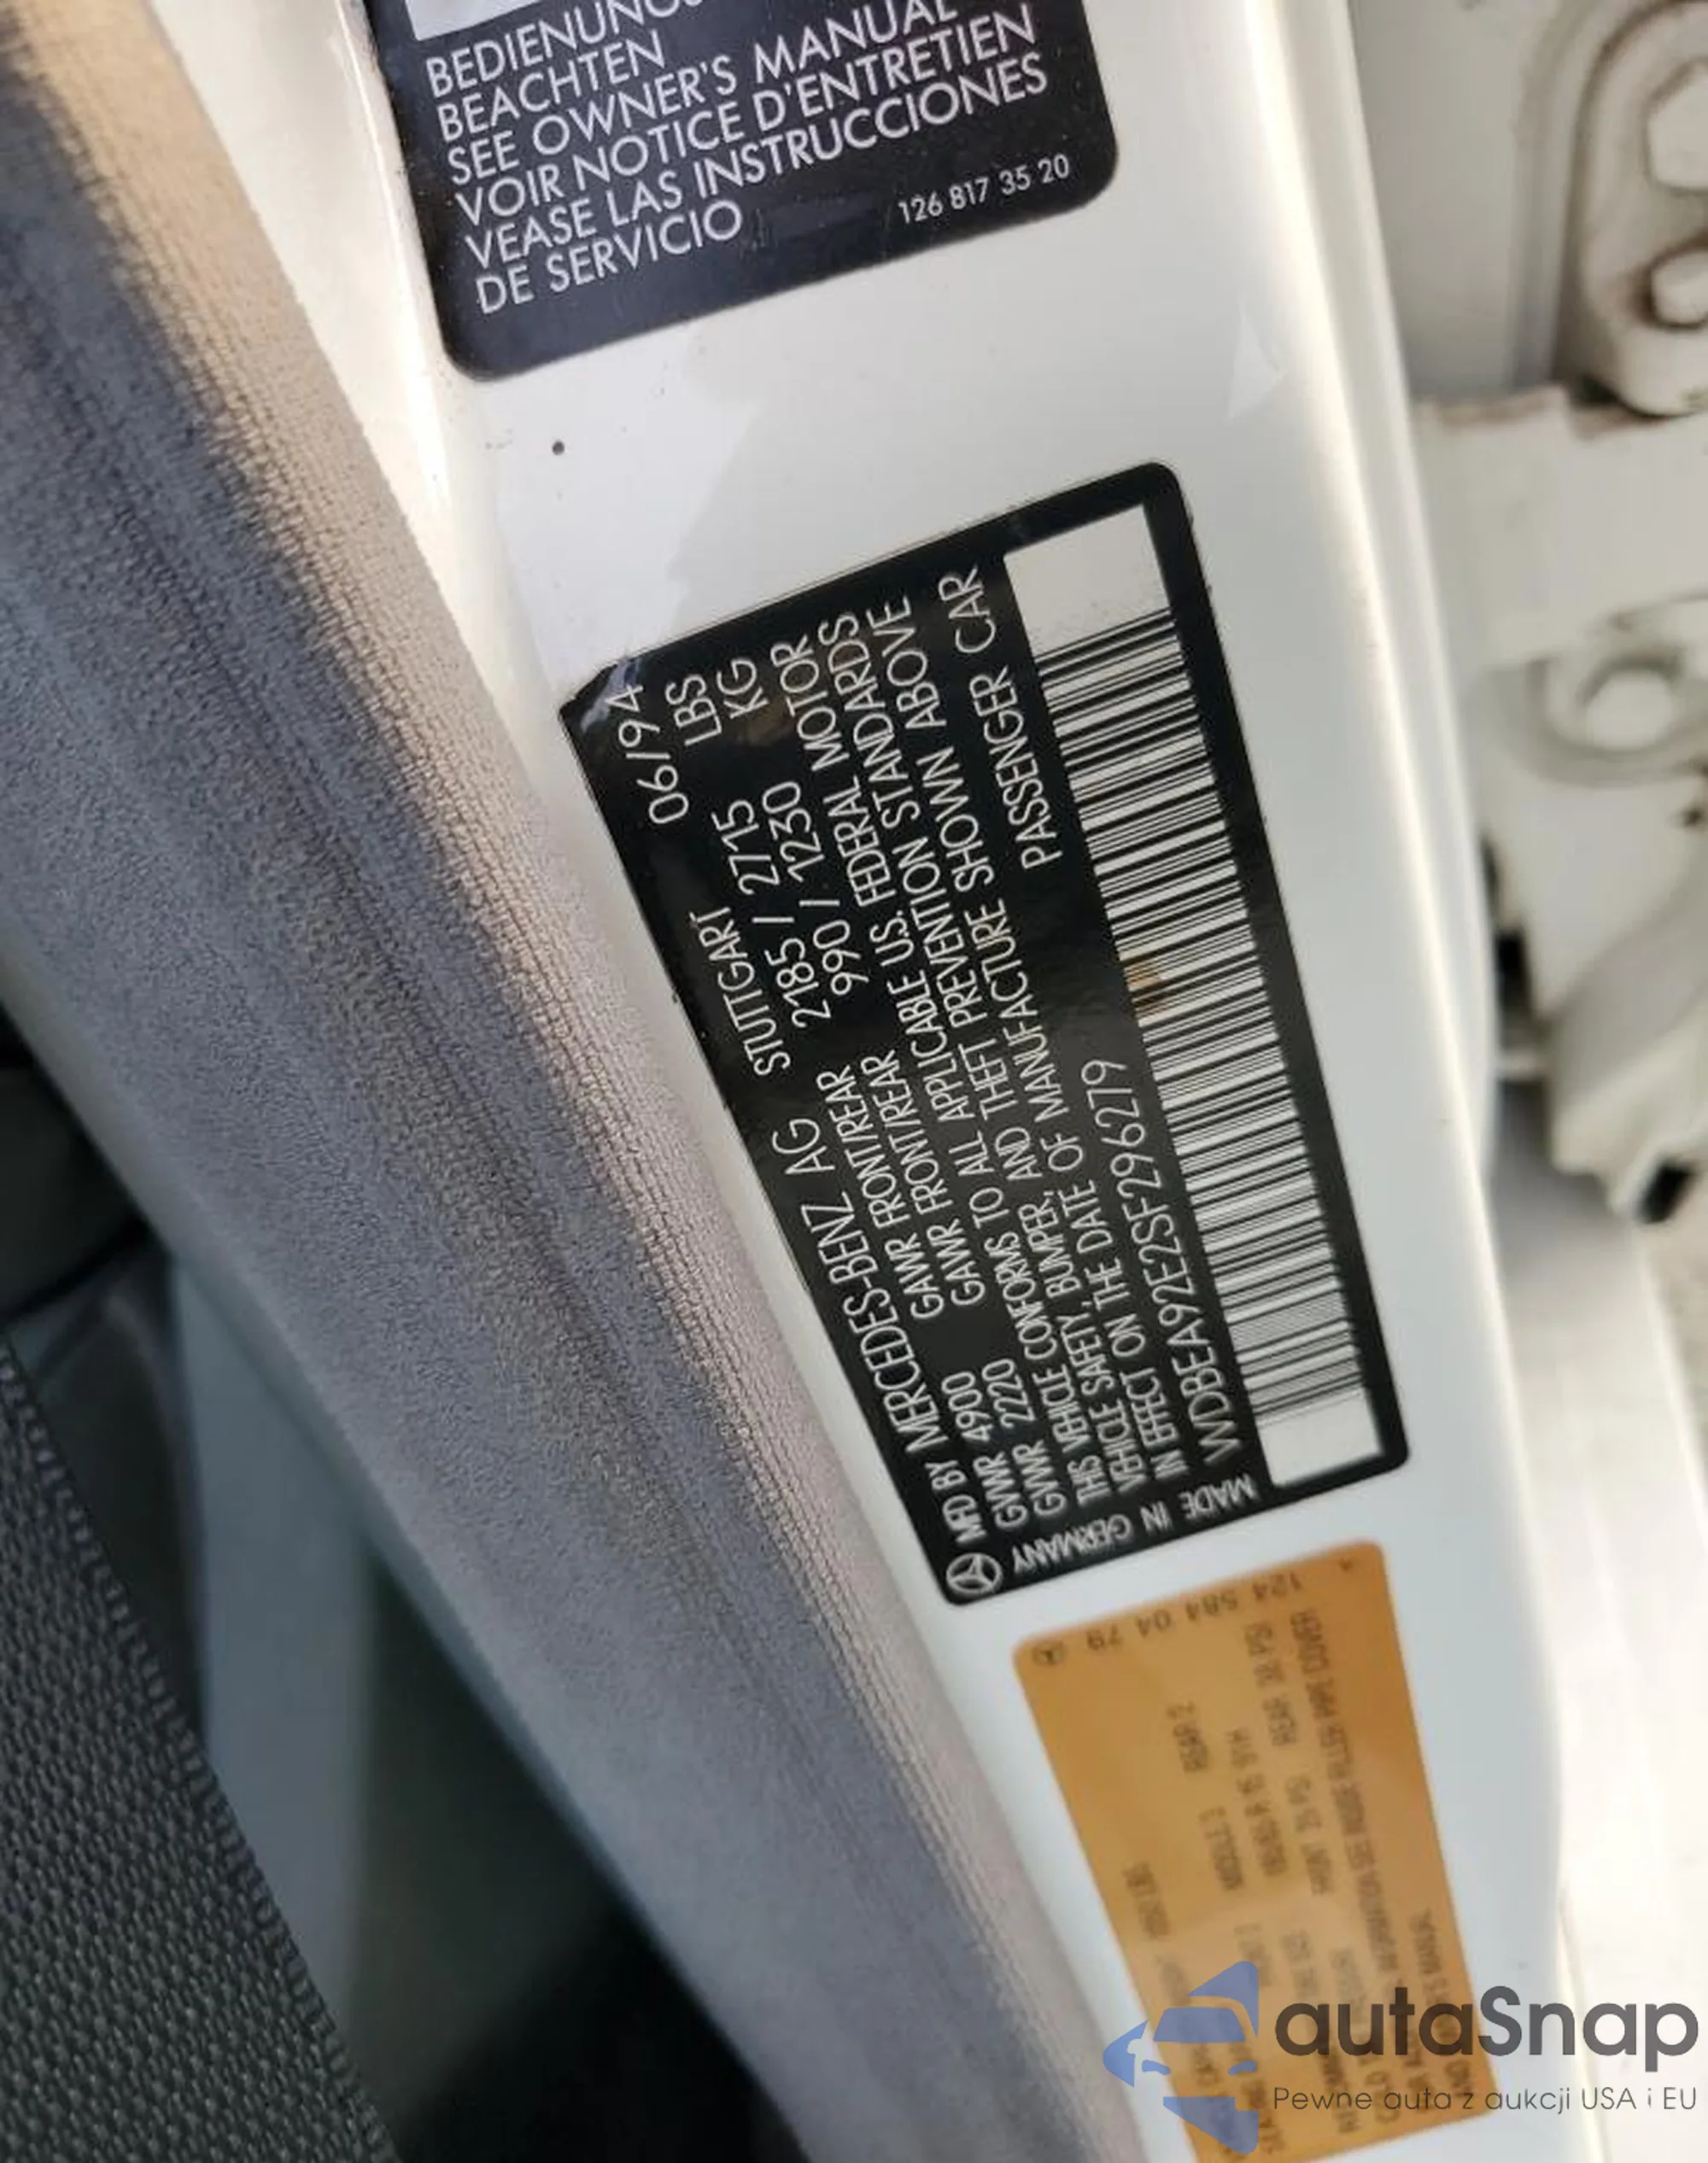 BEDIENUNGS
BEACHTEN
SEE OWNER'S MANUAL
VOIR NOTICE D'ENTRETIEN
VEASE LAS INSTRUCCIONES
DE SERVICIO
126 817 35 20
MFD BY MERCEDES-BENZ AG STUTTGART 06/94
GVWR 4900 GAWR FRONT/REAR 2185 / 2715 LBS
GVWR 2220 GAWR FRONT/REAR 990 / 1230 KG
THIS VEHICLE CONFORMS TO ALL APPLICABLE U.S. FEDERAL MOTOR
VEHICLE SAFETY, BUMPER, AND THEFT PREVENTION STANDARDS
IN EFFECT ON THE DATE OF MANUFACTURE SHOWN ABOVE
WDBEA92E2SF296279 PASSENGER CAR
MADE IN GERMANY
124 584 04 79
autaSnap
Pewne auta z aukcji USA i EU